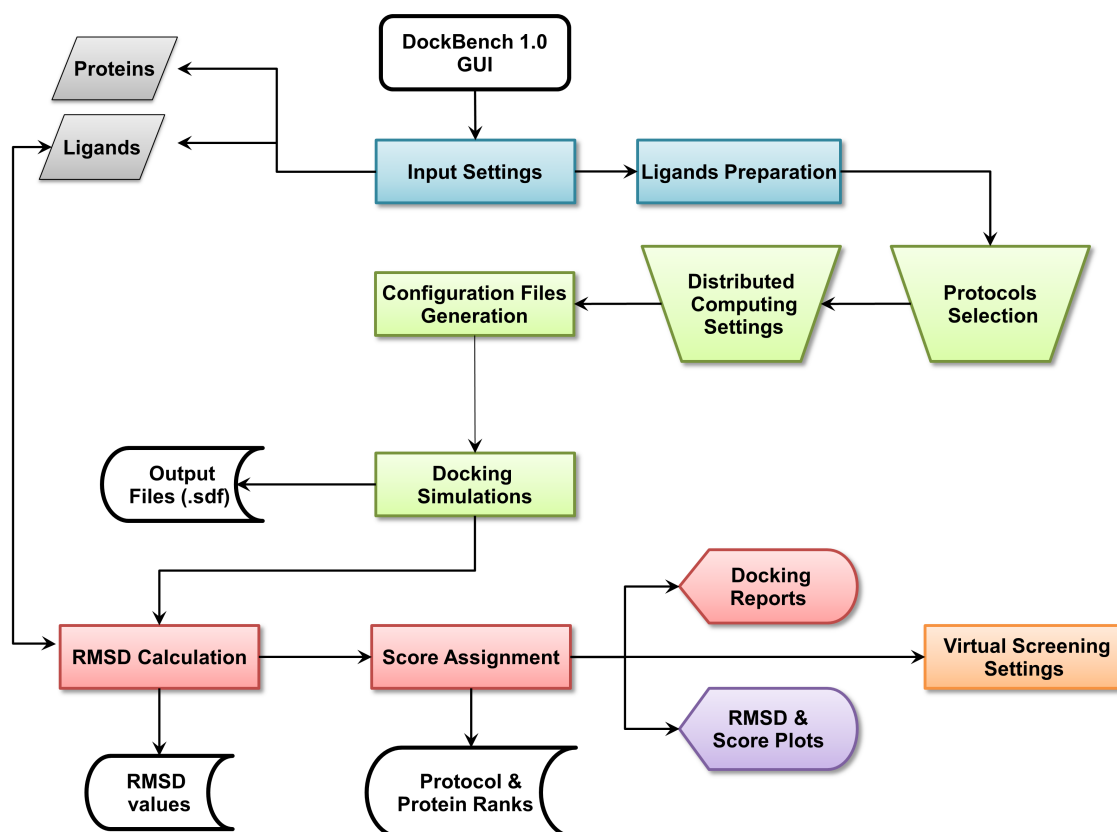 DockBench 1.0
GUI
Proteins
Ligands
Input Settings
Ligands Preparation
Configuration Files
Generation
Distributed
Computing
Settings
Protocols
Selection
Output
Files (.sdf)
Docking
Simulations
Docking
Reports
RMSD Calculation
Score Assignment
Virtual Screening
Settings
RMSD &
Score Plots
RMSD
values
Protocol &
Protein Ranks